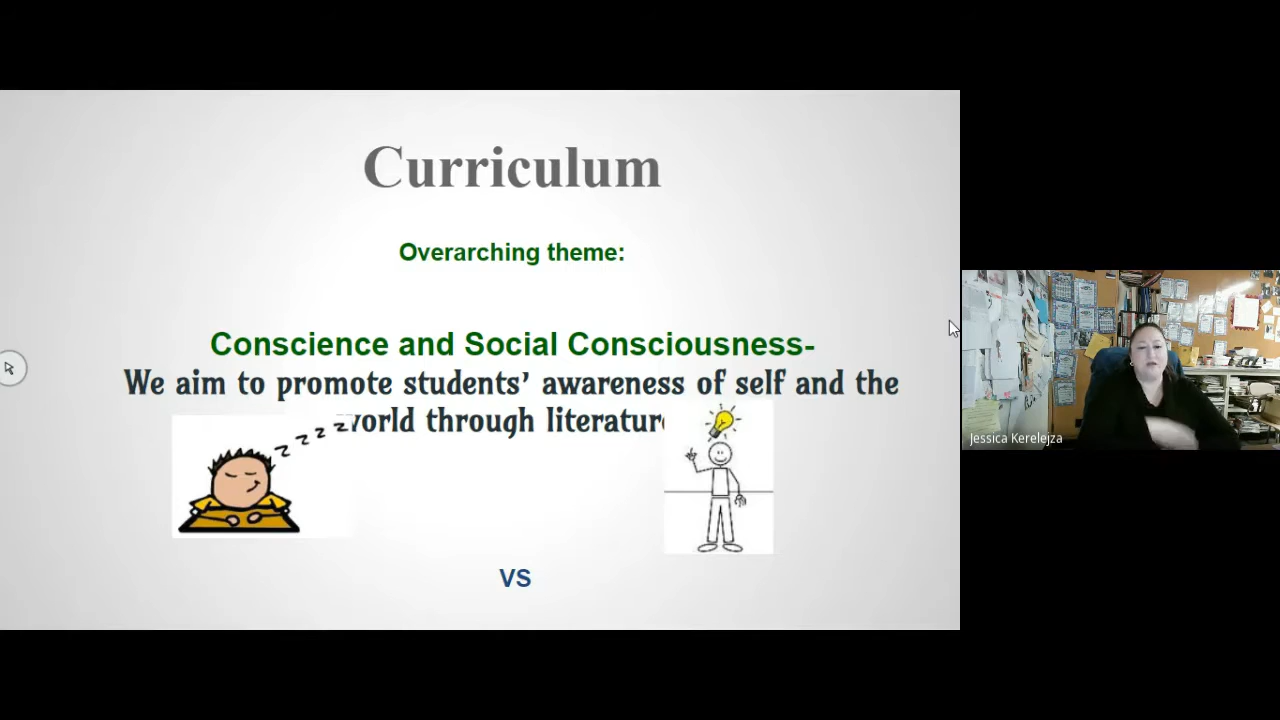 Curriculum
Overarching theme:
Conscience and Social Consciousness-
We aim to promote students' awareness of self and the
world through literature
z z z z
VS
Jessica Kerelejza